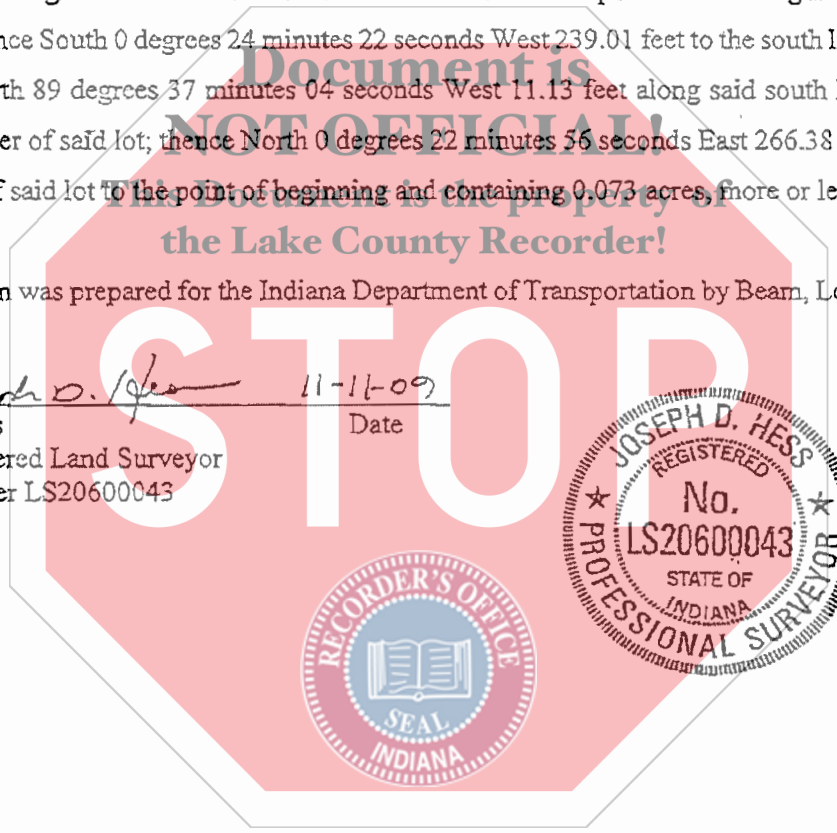 nce South 0 degrees 24 minutes 22 seconds West 239.01 feet to the south l
Document is
th 89 degrees 37 minutes 04 seconds West 11.13 feet along said south
NOT OFFICIAL!
er of said lot; thence North 0 degrees 22 minutes 56 seconds East 266.38
This Document is the property of
f said lot to the point of beginning and containing 0.073 acres, more or le
the Lake County Recorder!
n was prepared for the Indiana Department of Transportation by Beam, Lo
STOP
D. 11-11-09
s Date
ered Land Surveyor
er LS20600043
JOSEPH D. HESS
REGISTERED
No.
LS20600043
STATE OF
INDIANA
PROFESSIONAL SURVEYOR
RECORDER'S OFFICE
SEAL
INDIANA